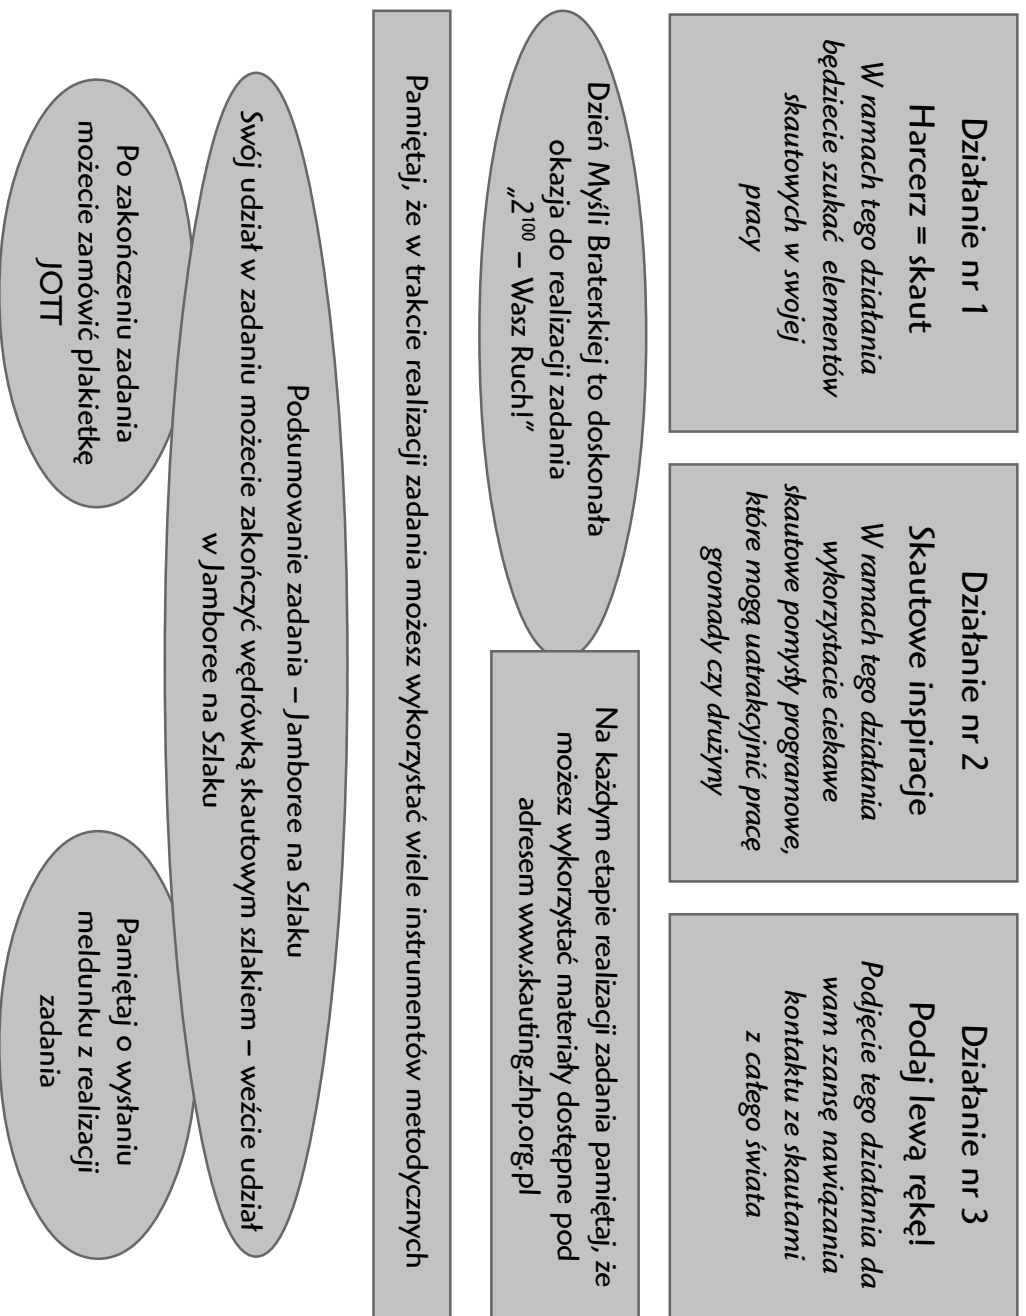 Działanie nr 1
Harcerz = skaut
W ramach tego działania
będziecie szukać elementów
skautowych w swojej
pracy
Działanie nr 2
Skautowe inspiracje
W ramach tego działania
wykorzystacie ciekawe
skautowe pomysły programowe,
które mogą uatrakcyjnić pracę
gromady czy drużyny
Działanie nr 3
Podaj lewą rękę!
Podjęcie tego działania da
wam szansę nawiązania
kontaktu ze skautami
z całego świata
Dzień Myśli Braterskiej to doskonała
okazja do realizacji zadania
„2¹⁰⁰ – Wasz Ruch!”
Na każdym etapie realizacji zadania pamiętaj, że
możesz wykorzystać materiały dostępne pod
adresem www.skauting.zhp.org.pl
Pamiętaj, że w trakcie realizacji zadania możesz wykorzystać wiele instrumentów metodycznych
Podsumowanie zadania – Jamboree na Szlaku
Swój udział w zadaniu możecie zakończyć wędrówką skautowym szlakiem – weźcie udział
w Jamboree na Szlaku
Po zakończeniu zadania
możecie zamówić plakietkę
JOTT
Pamiętaj o wysłaniu
meldunku z realizacji
zadania